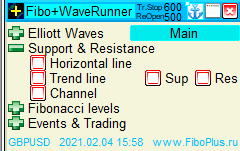 Fibo+WaveRunner Tr.Stop 600
ReOpen 500
Elliott Waves Main
Support & Resistance
Horizontal line
Trend line Sup Res
Channel
Fibonacci levels
Events & Trading
GBPUSD 2021.02.04 15:58 www.FiboPlus.ru